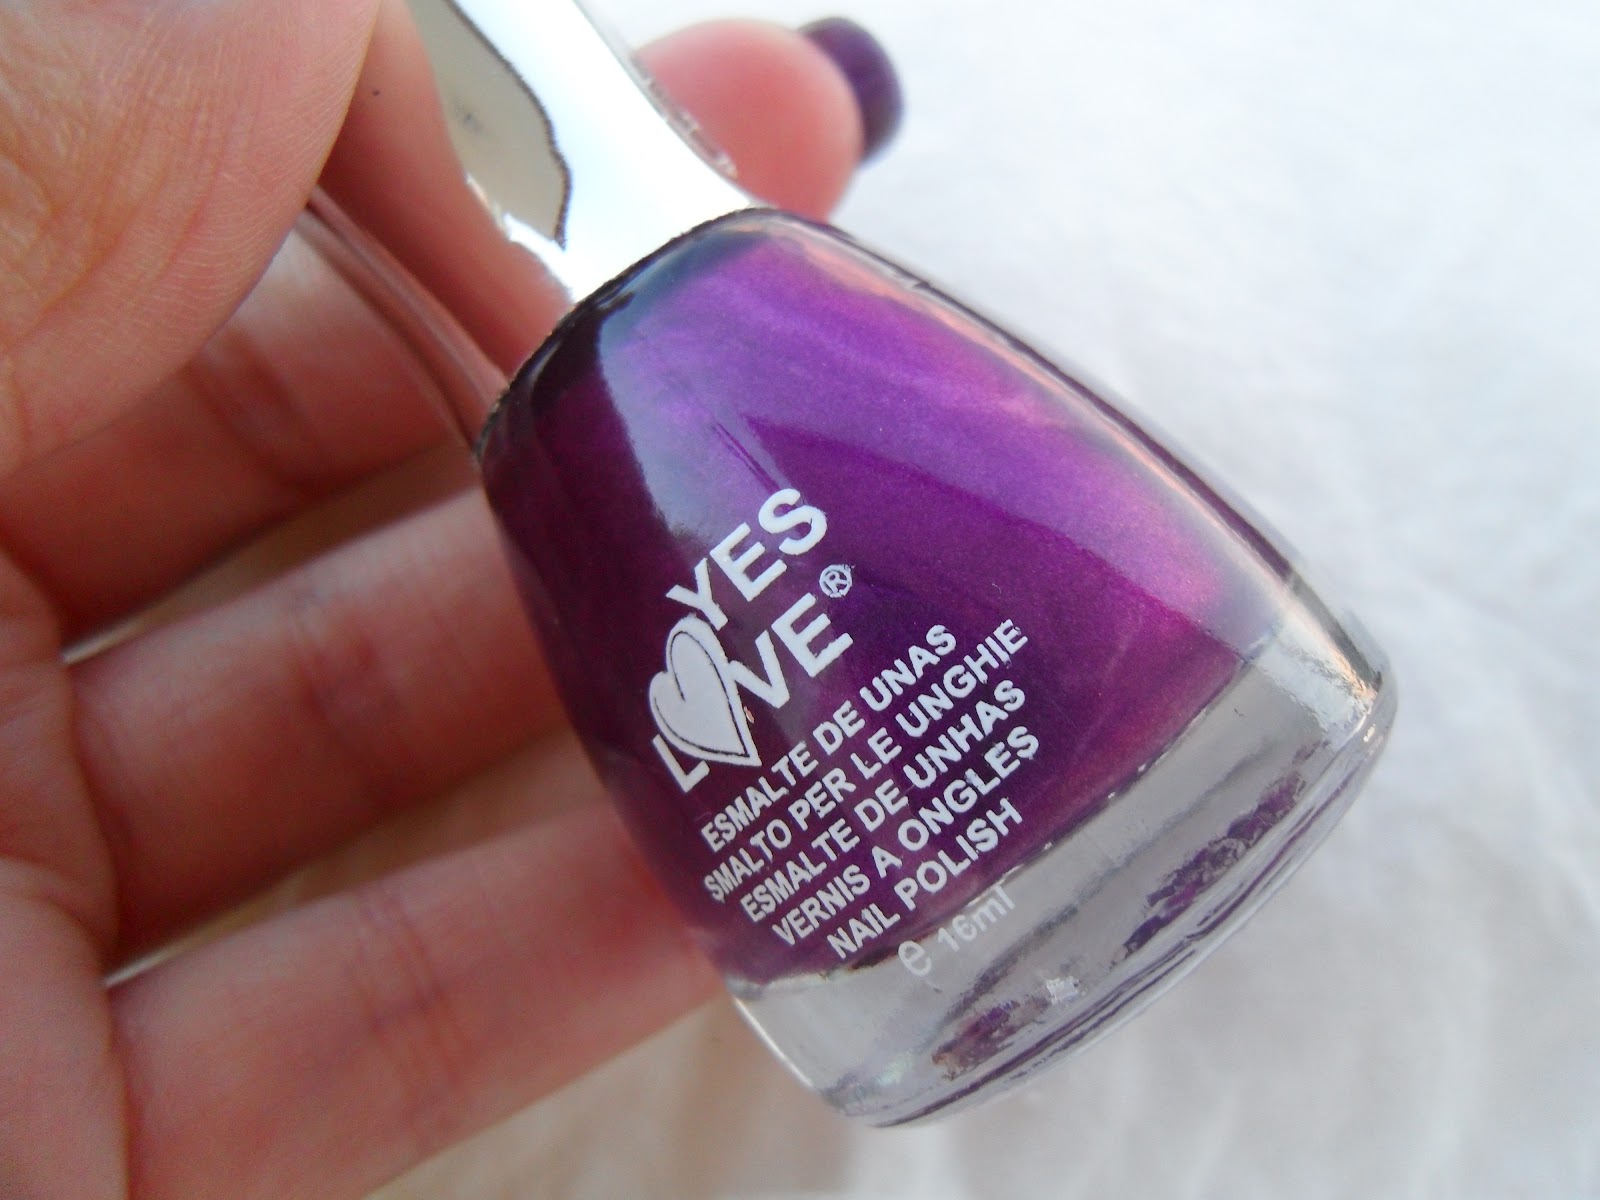 YES
LOVE®
ESMALTE DE UNAS
SMALTO PER LE UNGHIE
ESMALTE DE UNHAS
VERNIS A ONGLES
NAIL POLISH
e 16ml